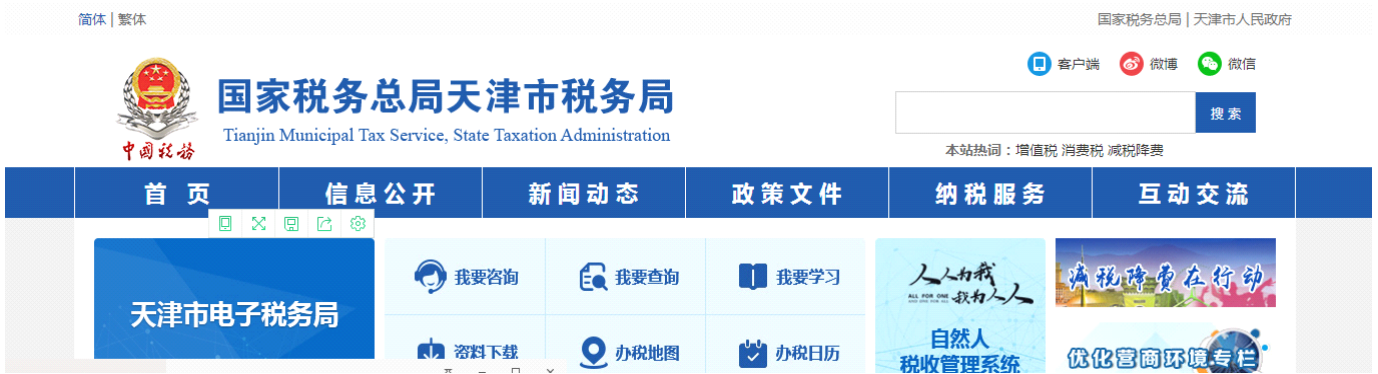 简体 | 繁体
国家税务总局 | 天津市人民政府
客户端 微博 微信
国家税务总局天津市税务局
Tianjin Municipal Tax Service, State Taxation Administration
中国税务
搜 索
本站热词：增值税 消费税 减税降费
首 页 信息公开 新闻动态 政策文件 纳税服务 互动交流
天津市电子税务局
我要咨询 我要查询 我要学习
资料下载 办税地图 办税日历
人人为我
ALL FOR ONE
我为人人
自然人
税收管理系统
减税降费在行动
优化营商环境专栏